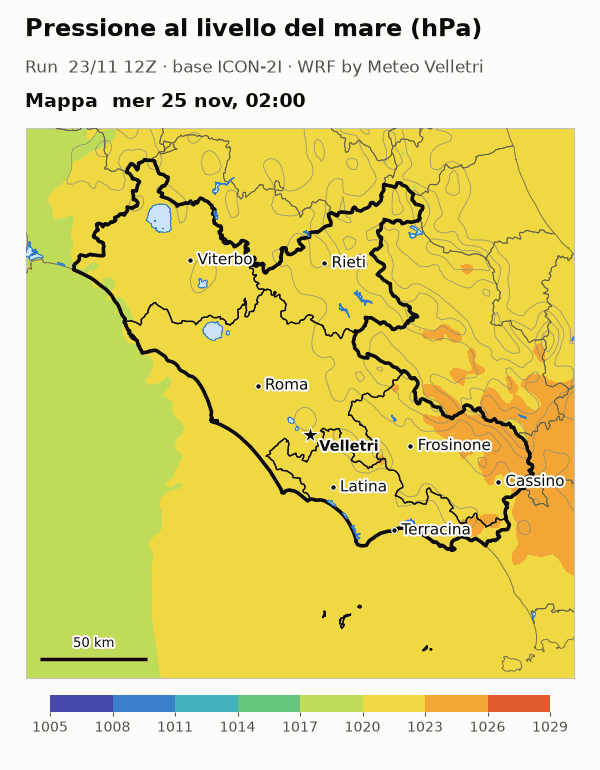 Pressione al livello del mare (hPa)
Run  23/11 12Z · base ICON-2I · WRF by Meteo Velletri
Mappa  mer 25 nov, 02:00
Viterbo
Rieti
Roma
Velletri
Frosinone
Cassino
Latina
Terracina
50 km
1005 1008 1011 1014 1017 1020 1023 1026 1029